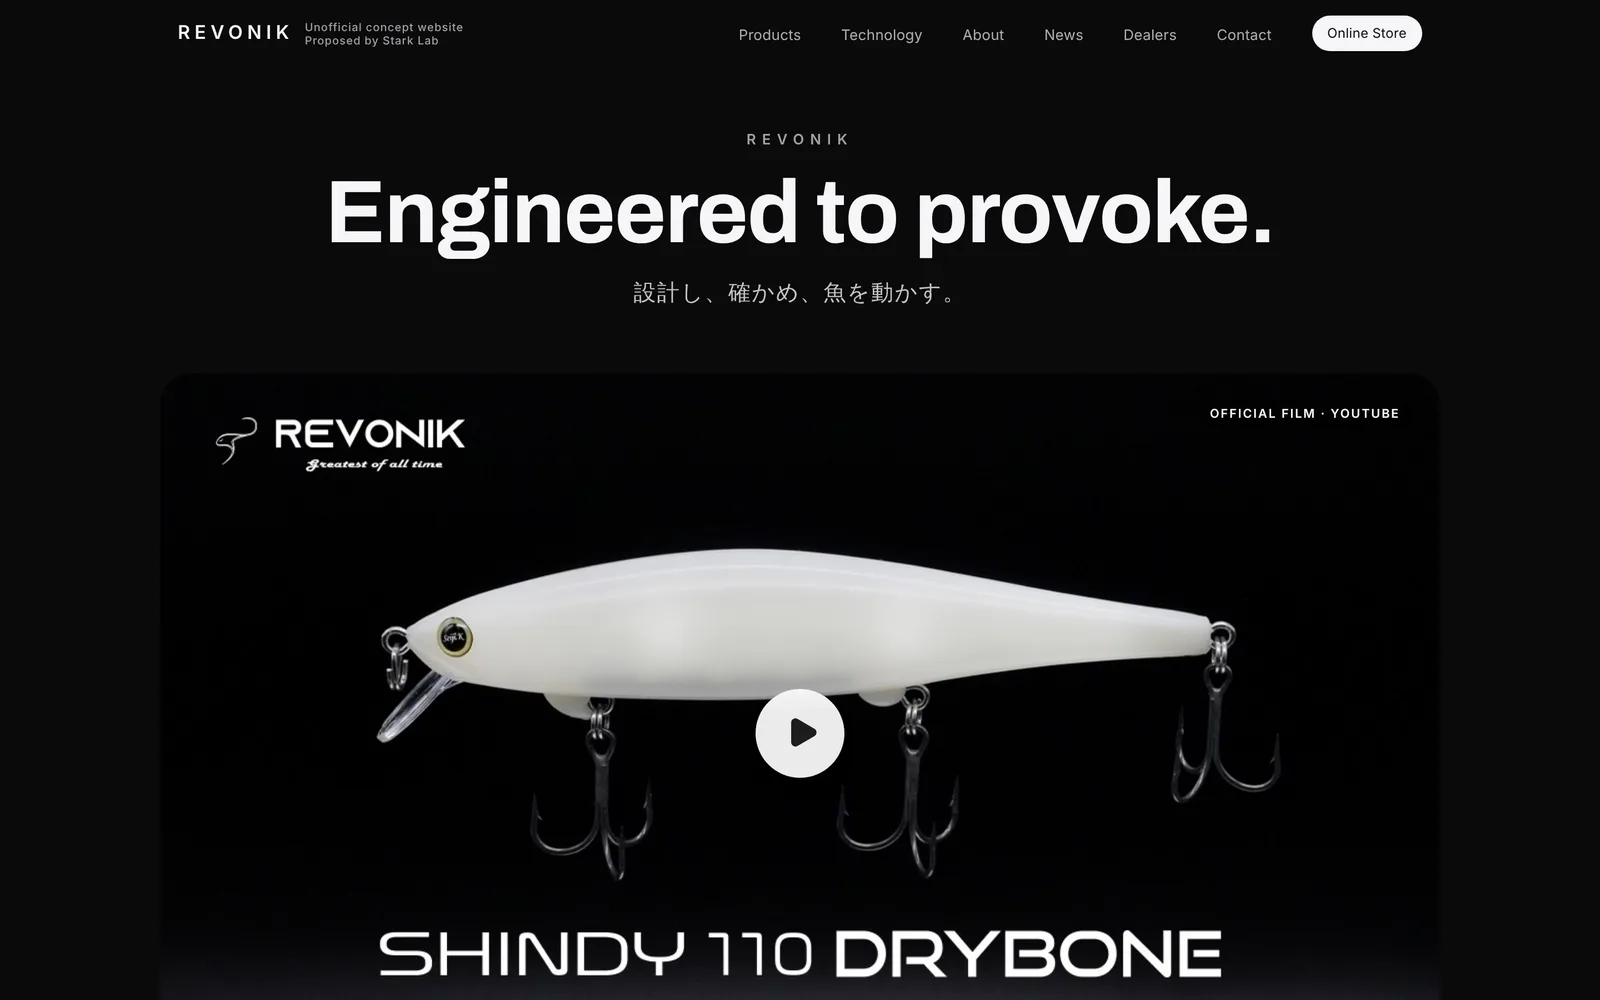 REVONIK
Unofficial concept website
Proposed by Stark Lab
Products
Technology
About
News
Dealers
Contact
Online Store
REVONIK
Engineered to provoke.
設計し、確かめ、魚を動かす。
REVONIK
Greatest of all time
OFFICIAL FILM · YOUTUBE
Seiji K
SHINDY 110 DRYBONE